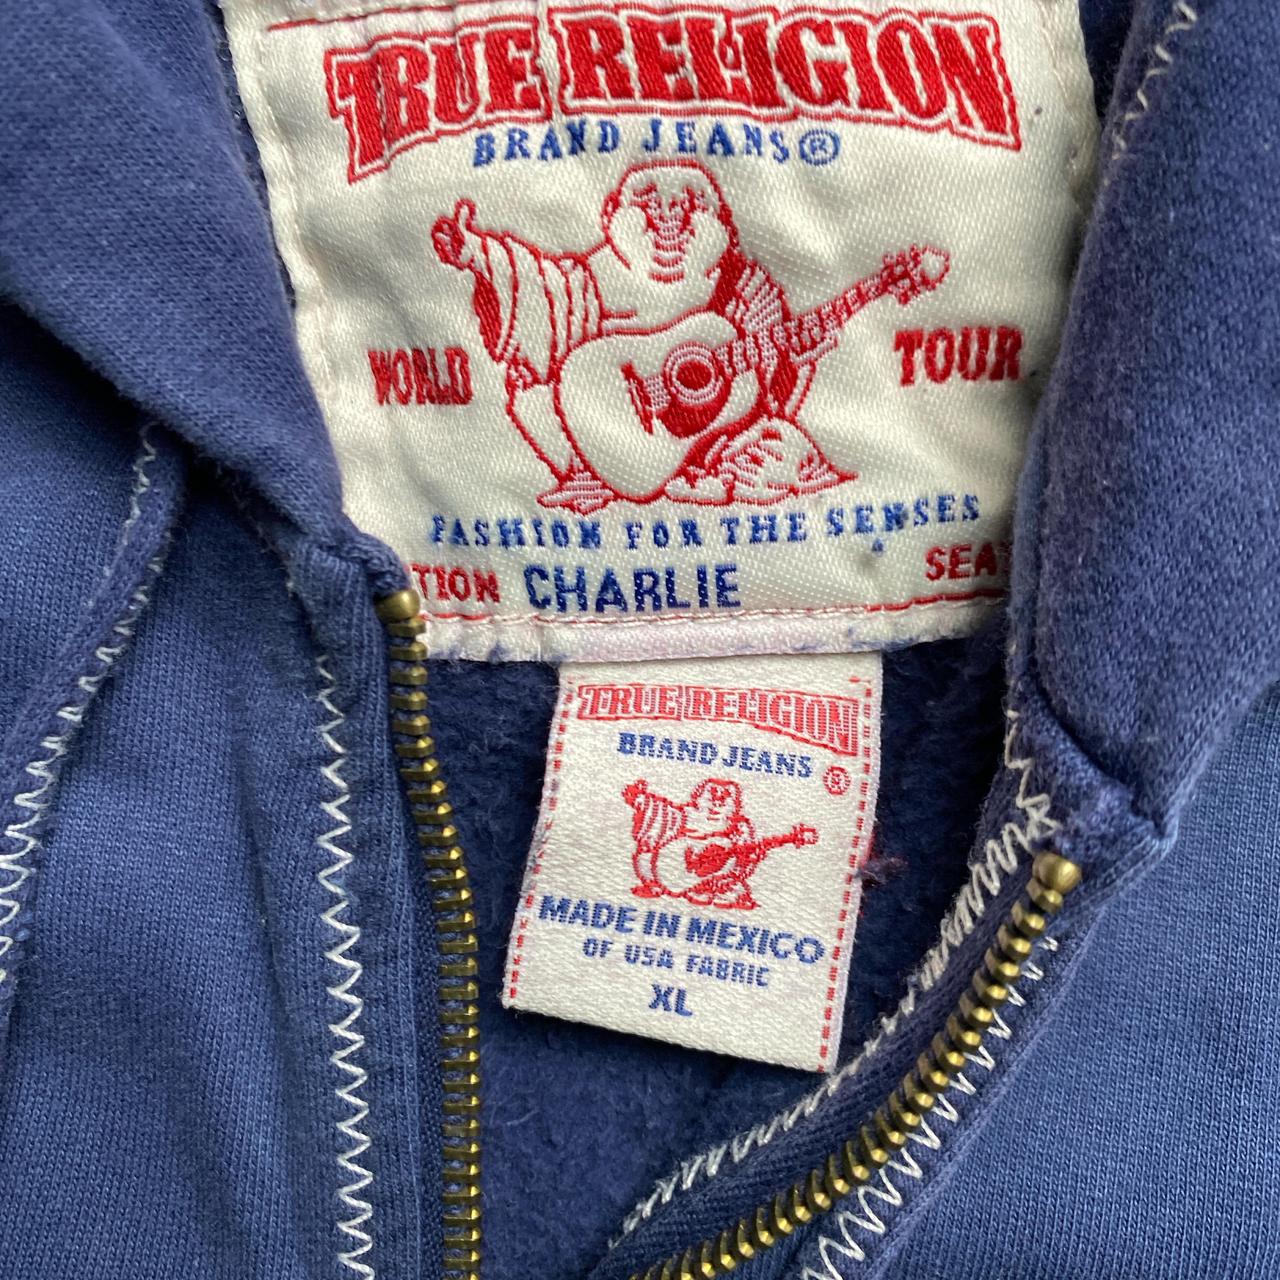 TRUE RELIGION
BRAND JEANS®
WORLD TOUR
FASHION FOR THE SENSES
TION CHARLIE SEA
TRUE RELIGION
BRAND JEANS
®
MADE IN MEXICO
OF USA FABRIC
XL